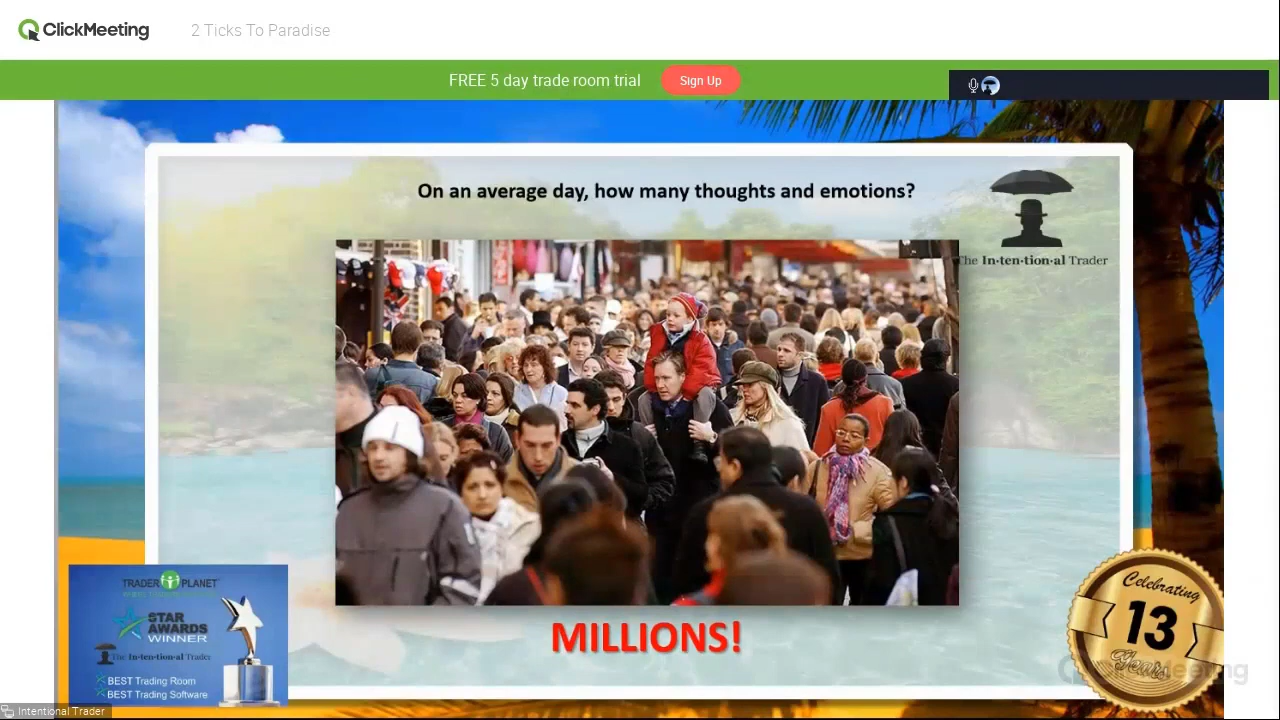 ClickMeeting
2 Ticks To Paradise
FREE 5 day trade room trial
Sign Up
On an average day, how many thoughts and emotions?
The In•ten•tion•al Trader
MILLIONS!
TRADER PLANET
STAR
AWARDS
WINNER
The In•ten•tion•al Trader
BEST Trading Room
BEST Trading Software
Celebrating
13
Years
ClickMeeting
Intentional Trader